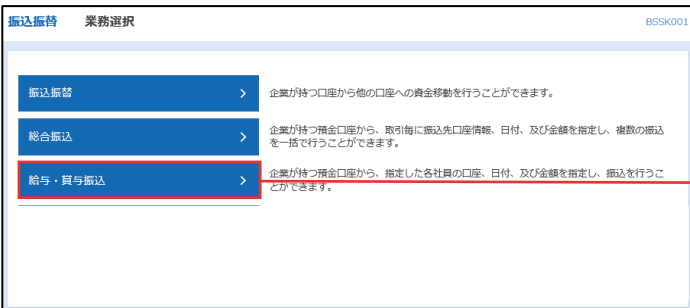 振込振替 業務選択 BSSK001
振込振替 企業が持つ口座から他の口座への資金移動を行うことができます。
総合振込 企業が持つ預金口座から、取引毎に振込先口座情報、日付、及び金額を指定し、複数の振込
を一括で行うことができます。
給与・賞与振込 企業が持つ預金口座から、指定した各社員の口座、日付、及び金額を指定し、振込を行うこ
とができます。